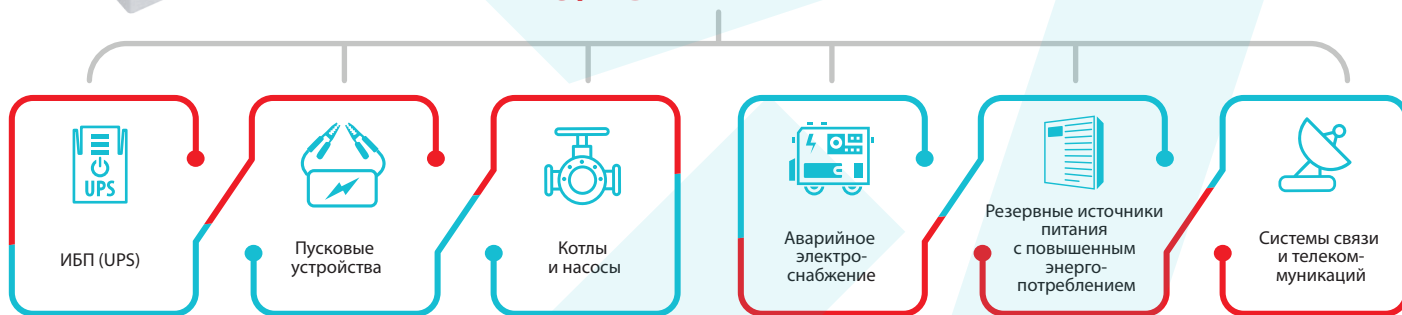 UPS
ИБП (UPS)
Пусковые
устройства
Котлы
и насосы
Аварийное
электро-
снабжение
Резервные источники
питания
с повышенным
энерго-
потреблением
Системы связи
и телеком-
муникаций